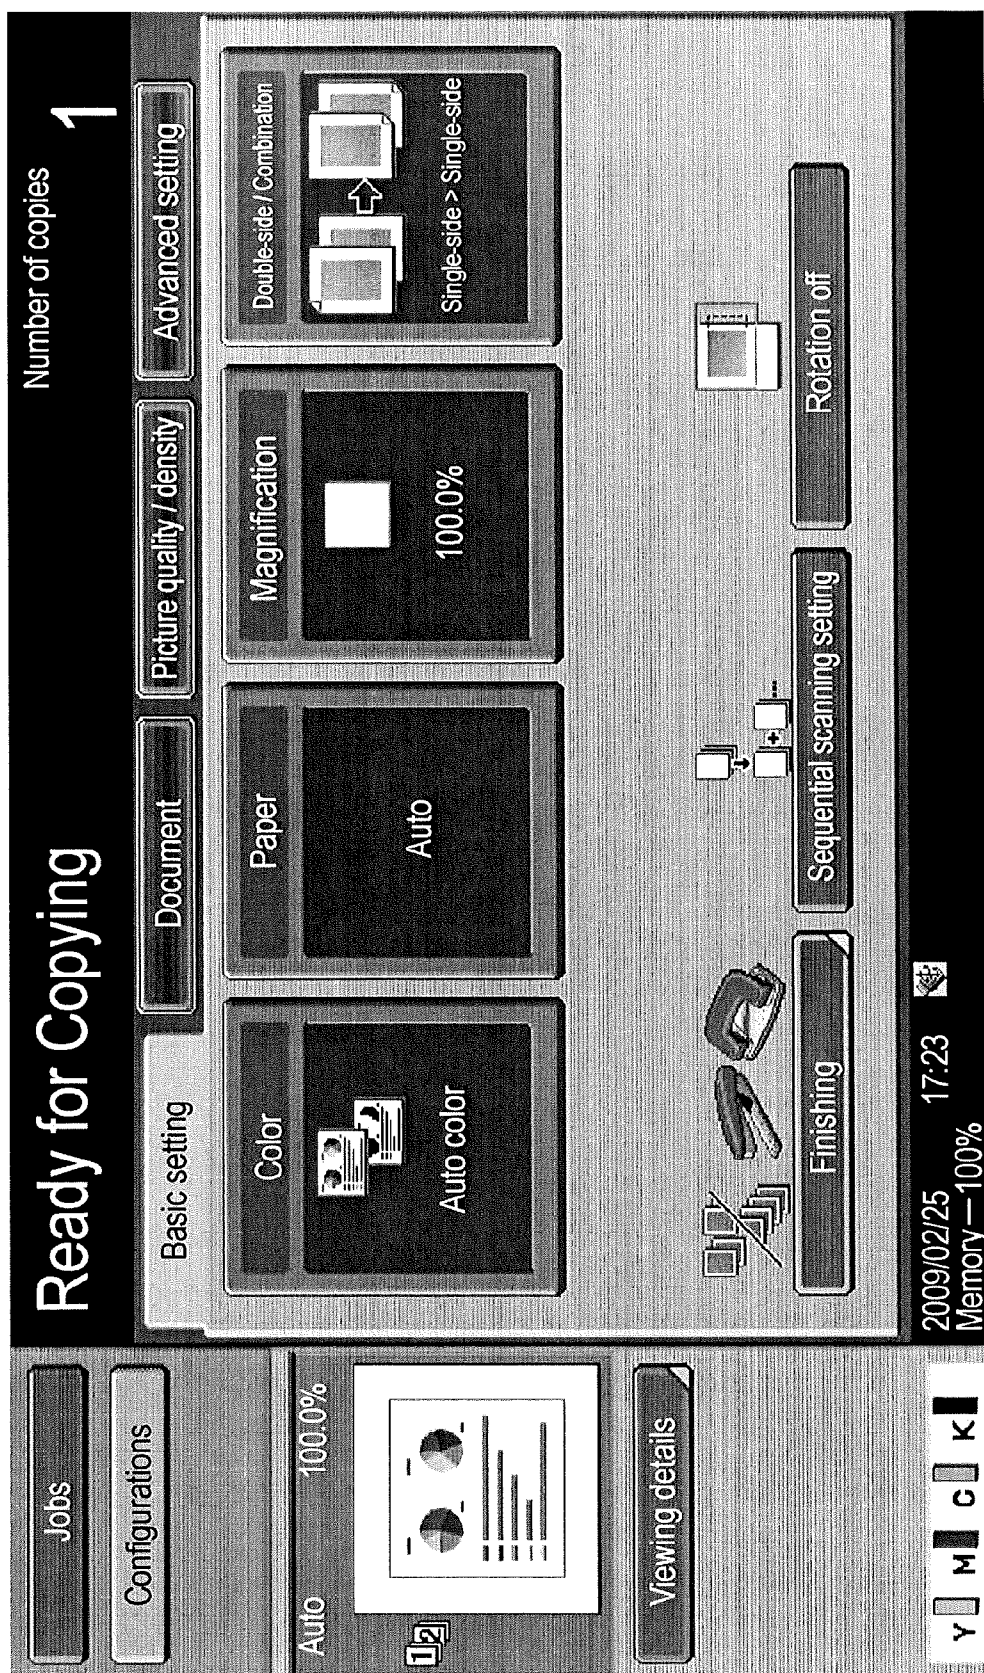 Jobs
Configurations
Ready for Copying
Number of copies
1
Basic setting
Document
Picture quality / density
Advanced setting
Auto 100.0%
12
Viewing details
Color
Auto color
Paper
Auto
Magnification
100.0%
Double-side / Combination
Single-side > Single-side
Finishing
Sequential scanning setting
Rotation off
Y M C K
2009/02/25 17:23
Memory—100%